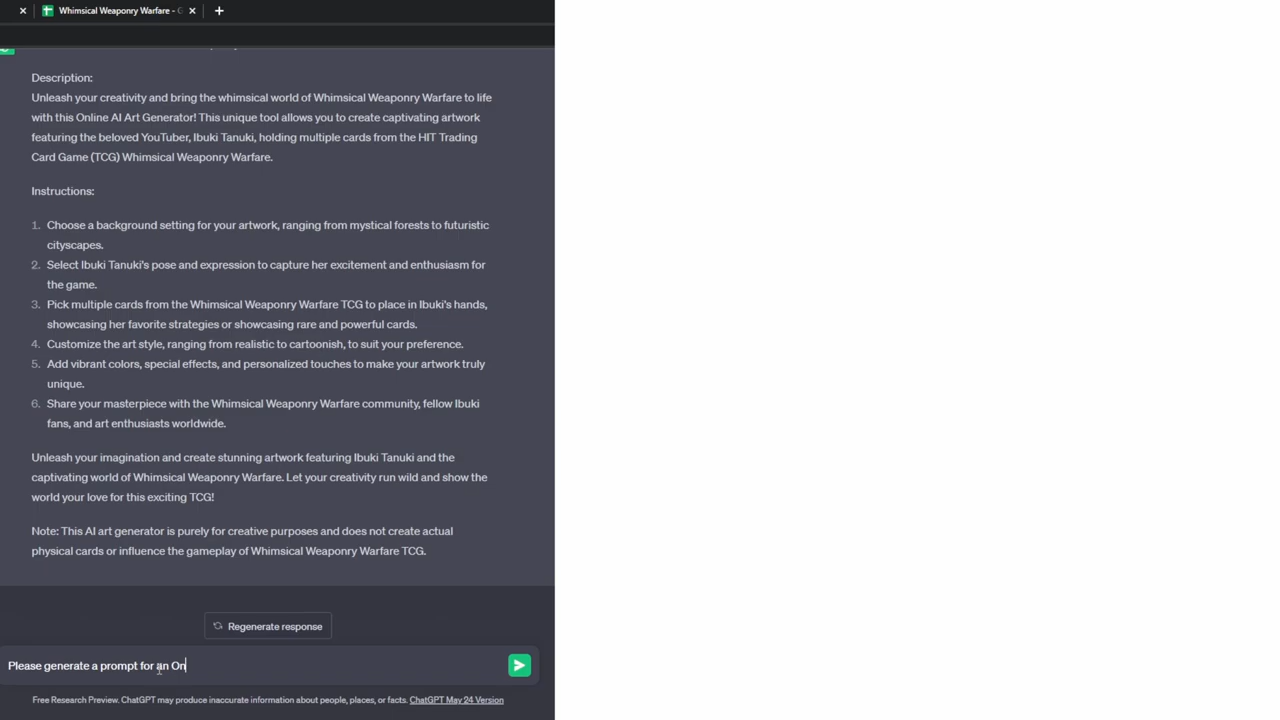 Whimsical Weaponry Warfare - G
Description:
Unleash your creativity and bring the whimsical world of Whimsical Weaponry Warfare to life
with this Online AI Art Generator! This unique tool allows you to create captivating artwork
featuring the beloved YouTuber, Ibuki Tanuki, holding multiple cards from the HIT Trading
Card Game (TCG) Whimsical Weaponry Warfare.
Instructions:
1. Choose a background setting for your artwork, ranging from mystical forests to futuristic
cityscapes.
2. Select Ibuki Tanuki's pose and expression to capture her excitement and enthusiasm for
the game.
3. Pick multiple cards from the Whimsical Weaponry Warfare TCG to place in Ibuki's hands,
showcasing her favorite strategies or showcasing rare and powerful cards.
4. Customize the art style, ranging from realistic to cartoonish, to suit your preference.
5. Add vibrant colors, special effects, and personalized touches to make your artwork truly
unique.
6. Share your masterpiece with the Whimsical Weaponry Warfare community, fellow Ibuki
fans, and art enthusiasts worldwide.
Unleash your imagination and create stunning artwork featuring Ibuki Tanuki and the
captivating world of Whimsical Weaponry Warfare. Let your creativity run wild and show the
world your love for this exciting TCG!
Note: This AI art generator is purely for creative purposes and does not create actual
physical cards or influence the gameplay of Whimsical Weaponry Warfare TCG.
Regenerate response
Please generate a prompt for an On
Free Research Preview. ChatGPT may produce inaccurate information about people, places, or facts. ChatGPT May 24 Version